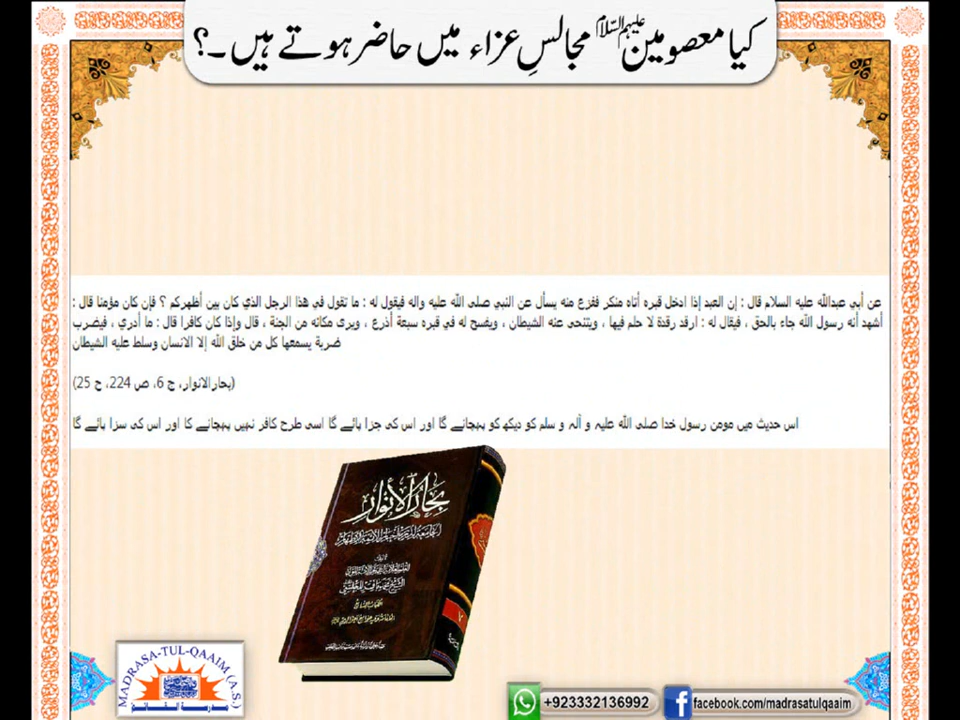 کیا معصومین علیہم السّلام مجالسِ عزاء میں حاضر ہوتے ہیں۔؟
عن أبي عبدالله عليه السلام قال : إن العبد إذا ادخل قبره أتاه منكر ففزع منه يسأل عن النبي صلى الله عليه واله فيقول له : ما تقول في هذا الرجل الذي كان بين أظهركم ؟ فإن كان مؤمنا قال :
أشهد أنه رسول الله جاء بالحق ، فيقال له : ارقد رقدة لا حلم فيها ، ويتنحى عنه الشيطان ، ويفسح له في قبره سبعة أذرع ، ويرى مكانه من الجنة ، قال وإذا كان كافرا قال : ما أدري ، فيضرب
ضربة يسمعها كل من خلق الله إلا الانسان وسلط عليه الشيطان
(بحارالانوار، ج 6، ص 224، ح 25)
اس حدیث میں مومن رسول خدا صلی اللہ علیہ و آلہ و سلم کو دیکھ کو پہچانے گا اور اس کی جزا پائے گا اسی طرح کافر نہیں پہچانے کا اور اس کی سزا پائے گا
بحار الأنوار
MADRASA-TUL-QAAIM (A.S)
مدرسة القائم
+923332136992
facebook.com/madrasatulqaaim